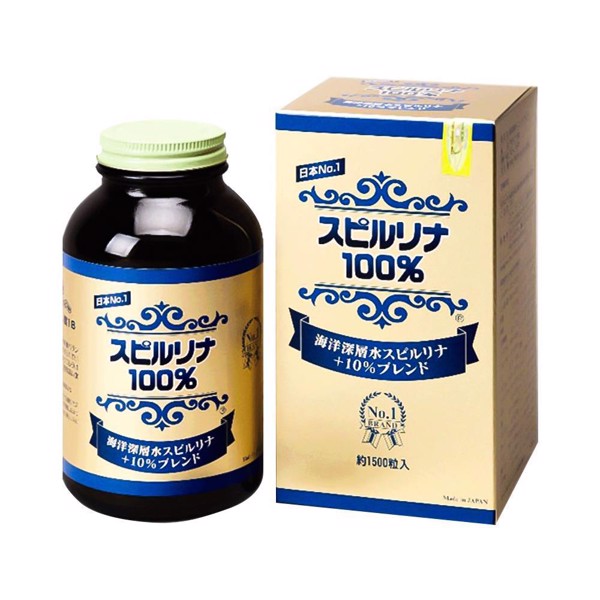 日本No.1
スピルリナ
100%
海洋深層水スピルリナ
+10%ブレンド
日本No.1
スピルリナ
100%
®
海洋深層水スピルリナ
+10%ブレンド
No.1
BRAND
約1500粒入
Made in JAPAN